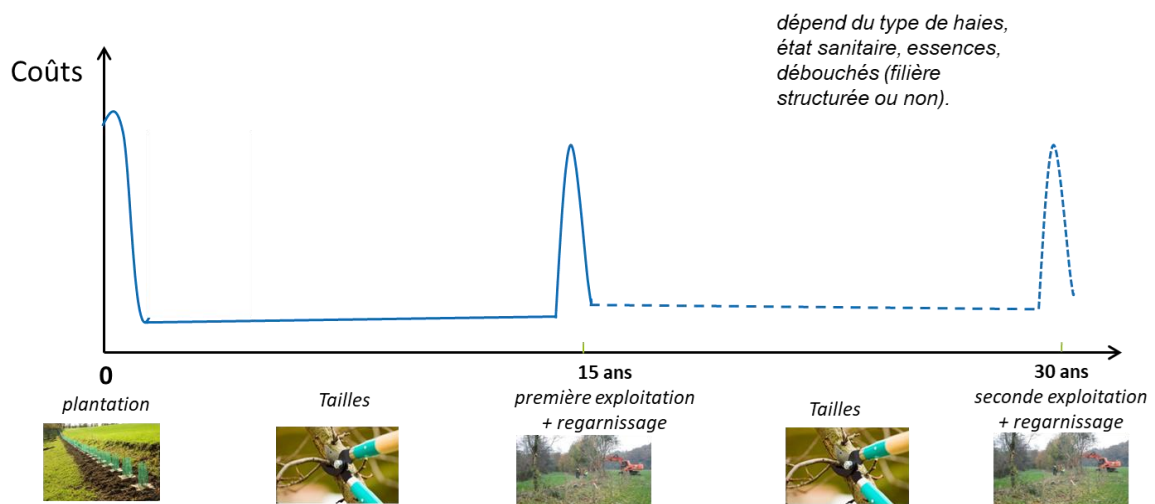 dépend du type de haies,
état sanitaire, essences,
débouchés (filière
structurée ou non).
Coûts
0
15 ans
30 ans
plantation
Tailles
première exploitation
+ regarnissage
Tailles
seconde exploitation
+ regarnissage